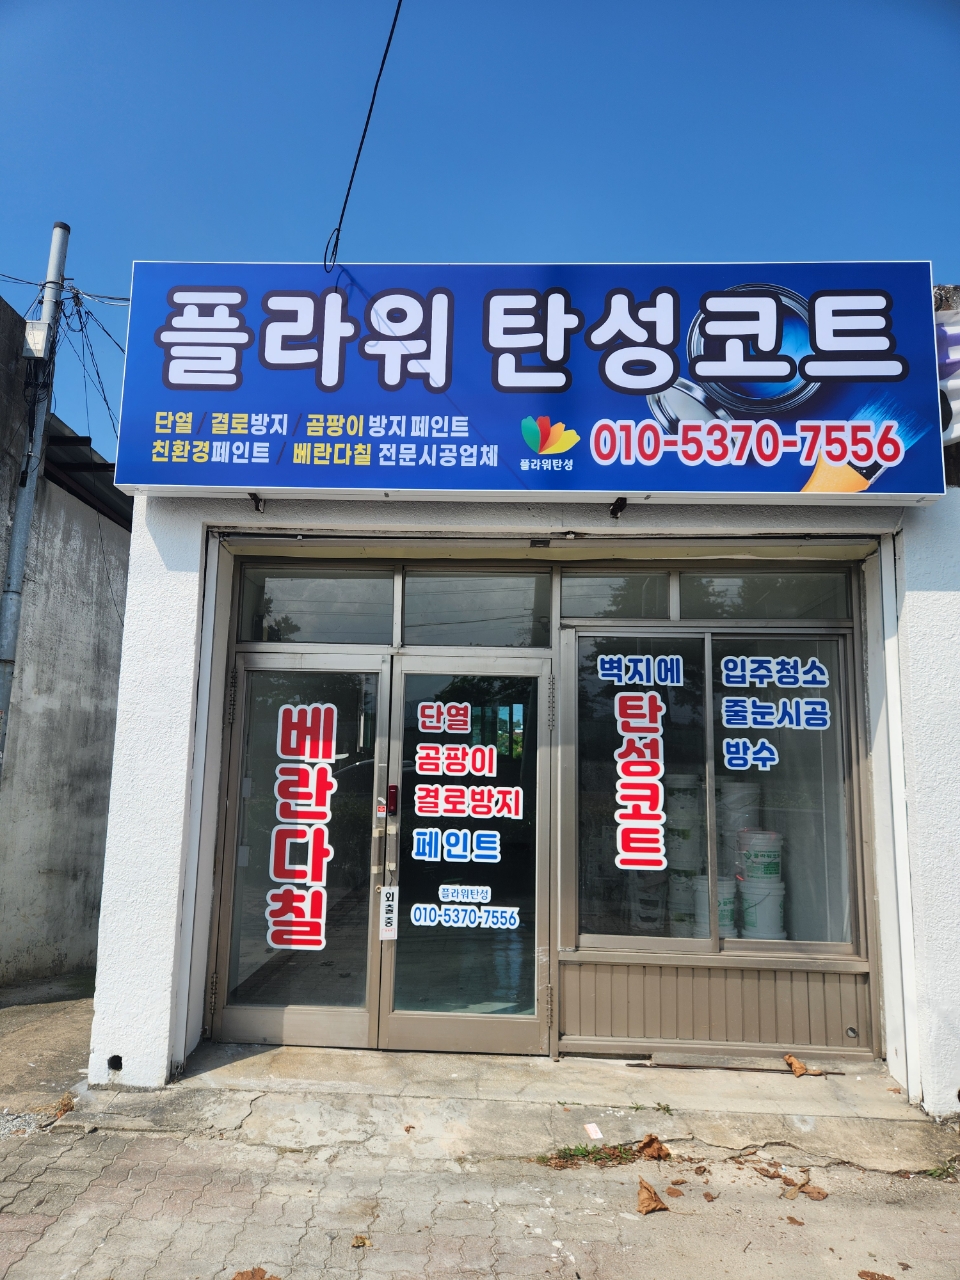 플라워 탄성코트
단열 / 결로방지 / 곰팡이 방지 페인트
친환경페인트 / 베란다칠 전문시공업체
플라워탄성
010-5370-7556
베란다칠
단열
곰팡이
결로방지
페인트
플라워탄성
010-5370-7556
외출중
벽지에
탄성코트
입주청소
줄눈시공
방수